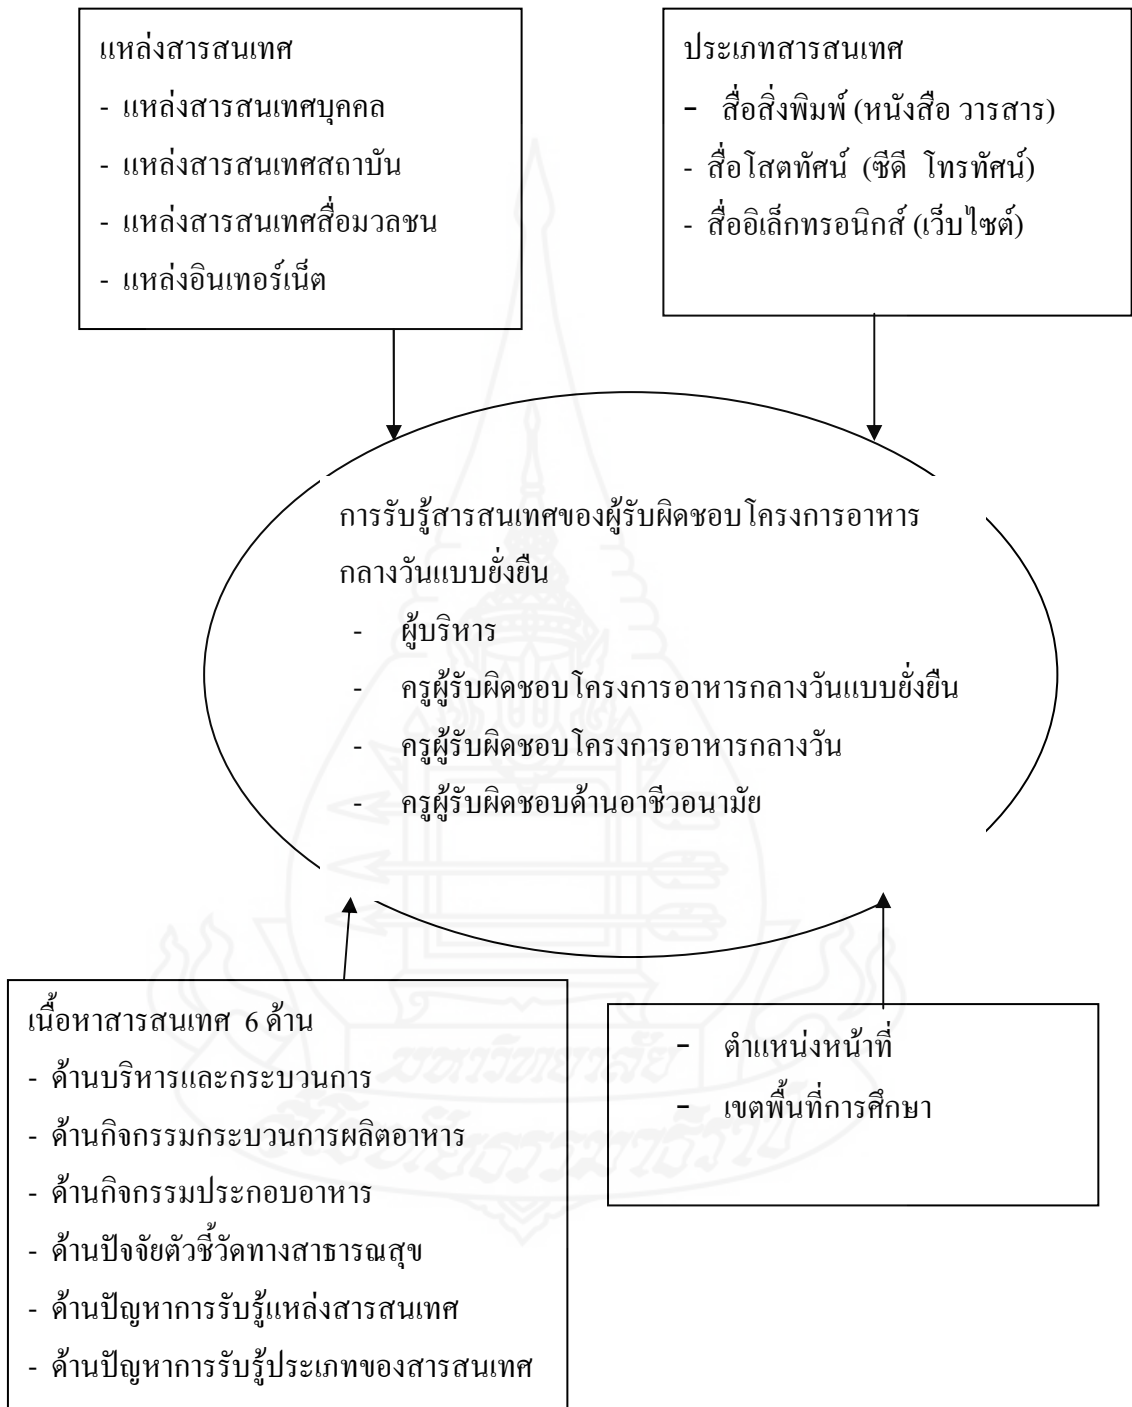 แหล่งสารสนเทศ
- แหล่งสารสนเทศบุคคล
- แหล่งสารสนเทศสถาบัน
- แหล่งสารสนเทศสื่อมวลชน
- แหล่งอินเทอร์เน็ต
ประเภทสารสนเทศ
- สื่อสิ่งพิมพ์ (หนังสือ วารสาร)
- สื่อโสตทัศน์ (ซีดี โทรทัศน์)
- สื่ออิเล็กทรอนิกส์ (เว็บไซต์)
การรับรู้สารสนเทศของผู้รับผิดชอบโครงการอาหาร
กลางวันแบบยั่งยืน
- ผู้บริหาร
- ครูผู้รับผิดชอบโครงการอาหารกลางวันแบบยั่งยืน
- ครูผู้รับผิดชอบโครงการอาหารกลางวัน
- ครูผู้รับผิดชอบด้านอาชีวอนามัย
เนื้อหาสารสนเทศ 6 ด้าน
- ด้านบริหารและกระบวนการ
- ด้านกิจกรรมกระบวนการผลิตอาหาร
- ด้านกิจกรรมประกอบอาหาร
- ด้านปัจจัยตัวชี้วัดทางสาธารณสุข
- ด้านปัญหาการรับรู้แหล่งสารสนเทศ
- ด้านปัญหาการรับรู้ประเภทของสารสนเทศ
- ตำแหน่งหน้าที่
- เขตพื้นที่การศึกษา
มหาวิทยาลัย
สุโขทัยธรรมาธิราช